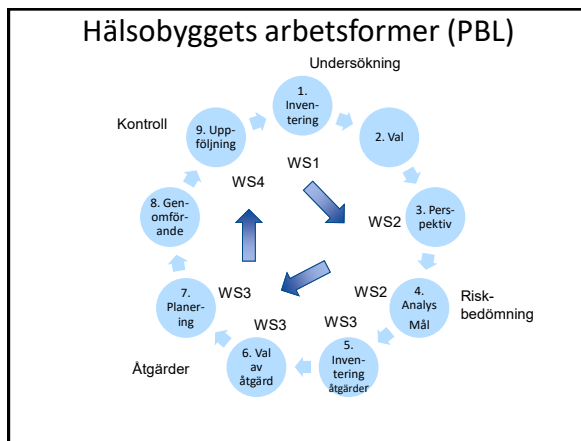 Hälsobyggets arbetsformer (PBL)
Undersökning
1.
Inven-
tering
2. Val
WS1
WS2
3. Pers-
pektiv
WS2
4.
Analys
Mål
Risk-
bedömning
WS3
5.
Inven-
tering
åtgärder
WS3
6. Val
av
åtgärd
Åtgärder
WS3
7.
Planer-
ing
8. Gen-
omför-
ande
WS4
9. Upp-
följning
Kontroll